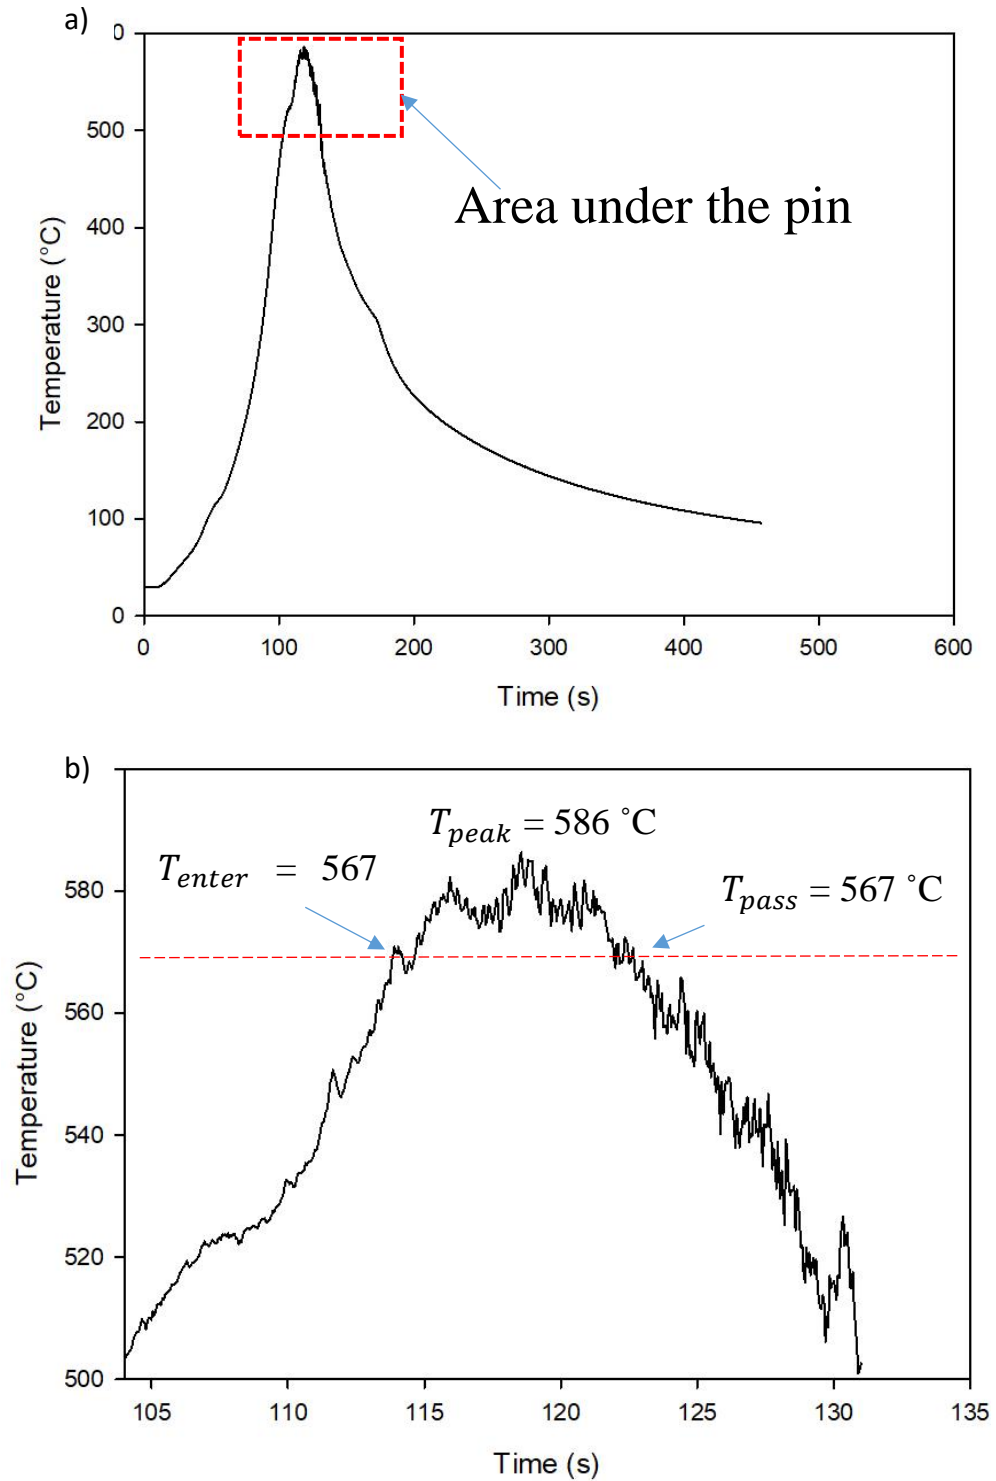 a)
0
500
400
300
200
100
0
Temperature (°C)
Area under the pin
0 100 200 300 400 500 600
Time (s)
b)
T_peak = 586 ˚C
T_enter = 567
T_pass = 567 ˚C
580
560
540
520
500
Temperature (°C)
105 110 115 120 125 130 135
Time (s)